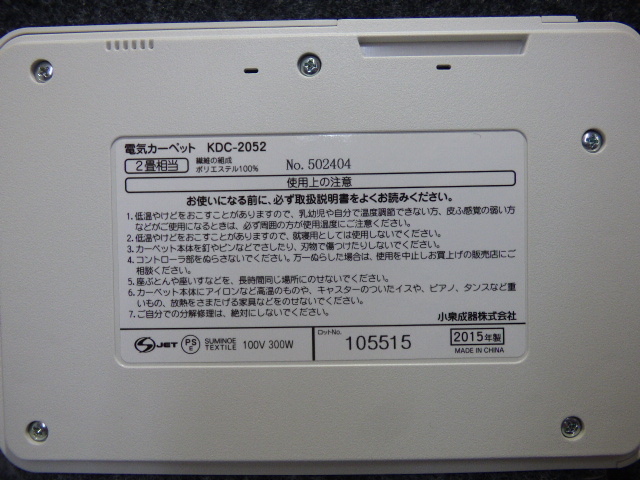 電気カーペット KDC-2052
2畳相当 繊維の組成
ポリエステル100% No. 502404
使用上の注意
お使いになる前に、必ず取扱説明書をよくお読みください。
1. 低温やけどをおこすことがありますので、乳幼児や自分で温度調節できない方、皮ふ感覚の弱い方
などがご使用になるときは、必ず周囲の方が使用温度にご注意ください。
2. 低温やけどをおこすことがありますので、就寝用としては使用しないでください。
3. カーペット本体を釘やピンなどでさしたり、刃物で傷つけたりしないでください。
4. コントローラ部をぬらさないでください。万一ぬらした場合は、使用を中止しお買上げの販売店にご
相談ください。
5. 座ぶとんや座いすなどを、長時間同じ場所にのせないでください。
6. カーペット本体にアイロンなど高温のものや、キャスターのついたイスや、ピアノ、タンスなど重
いもの、放熱をさまたげる家具などをのせないでください。
7. ご自分での分解修理は、絶対にしないでください。
小泉成器株式会社
S JET PS E SUMINOE
TEXTILE 100V 300W ロットNo. 105515 2015年製
MADE IN CHINA